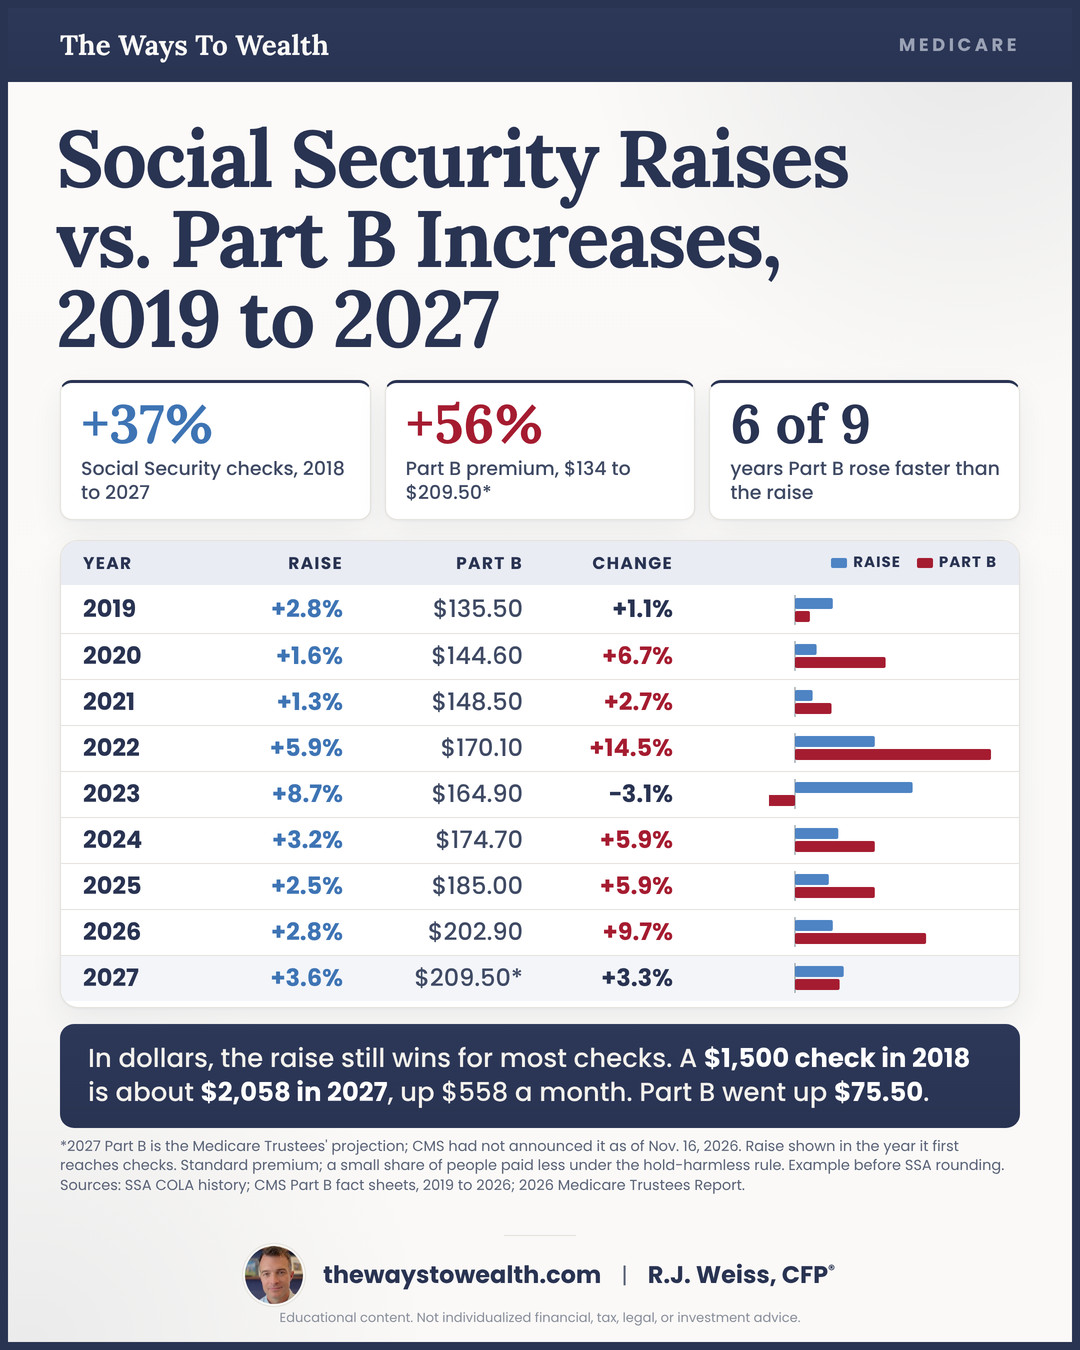 The Ways To Wealth
MEDICARE
Social Security Raises
vs. Part B Increases,
2019 to 2027
+37%
Social Security checks, 2018
to 2027
+56%
Part B premium, $134 to
$209.50*
6 of 9
years Part B rose faster than
the raise
YEAR RAISE PART B CHANGE RAISE PART B
2019 +2.8% $135.50 +1.1%
2020 +1.6% $144.60 +6.7%
2021 +1.3% $148.50 +2.7%
2022 +5.9% $170.10 +14.5%
2023 +8.7% $164.90 −3.1%
2024 +3.2% $174.70 +5.9%
2025 +2.5% $185.00 +5.9%
2026 +2.8% $202.90 +9.7%
2027 +3.6% $209.50* +3.3%
In dollars, the raise still wins for most checks. A $1,500 check in 2018
is about $2,058 in 2027, up $558 a month. Part B went up $75.50.
*2027 Part B is the Medicare Trustees' projection; CMS had not announced it as of Nov. 16, 2026. Raise shown in the year it first
reaches checks. Standard premium; a small share of people paid less under the hold-harmless rule. Example before SSA rounding.
Sources: SSA COLA history; CMS Part B fact sheets, 2019 to 2026; 2026 Medicare Trustees Report.
thewaystowealth.com | R.J. Weiss, CFP®
Educational content. Not individualized financial, tax, legal, or investment advice.